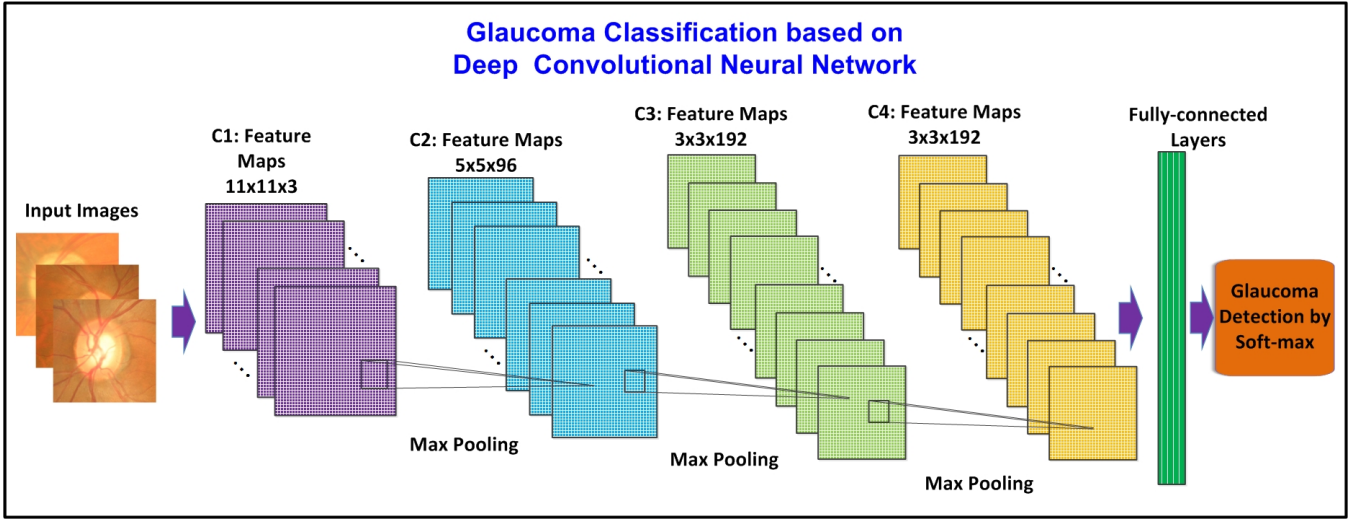 Glaucoma Classification based on
Deep Convolutional Neural Network
Input Images
C1: Feature
Maps
11x11x3
C2: Feature Maps
5x5x96
C3: Feature Maps
3x3x192
C4: Feature Maps
3x3x192
Fully-connected
Layers
Glaucoma
Detection by
Soft-max
Max Pooling
Max Pooling
Max Pooling